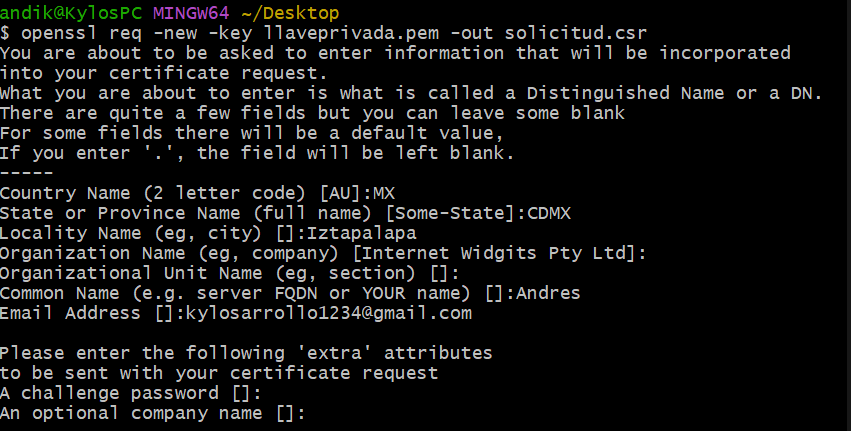 andik@KylosPC MINGW64 ~/Desktop
$ openssl req -new -key llaveprivada.pem -out solicitud.csr
You are about to be asked to enter information that will be incorporated
into your certificate request.
What you are about to enter is what is called a Distinguished Name or a DN.
There are quite a few fields but you can leave some blank
For some fields there will be a default value,
If you enter '.', the field will be left blank.
-----
Country Name (2 letter code) [AU]:MX
State or Province Name (full name) [Some-State]:CDMX
Locality Name (eg, city) []:Iztapalapa
Organization Name (eg, company) [Internet Widgits Pty Ltd]:
Organizational Unit Name (eg, section) []:
Common Name (e.g. server FQDN or YOUR name) []:Andres
Email Address []:kylosarrollo1234@gmail.com

Please enter the following 'extra' attributes
to be sent with your certificate request
A challenge password []:
An optional company name []: